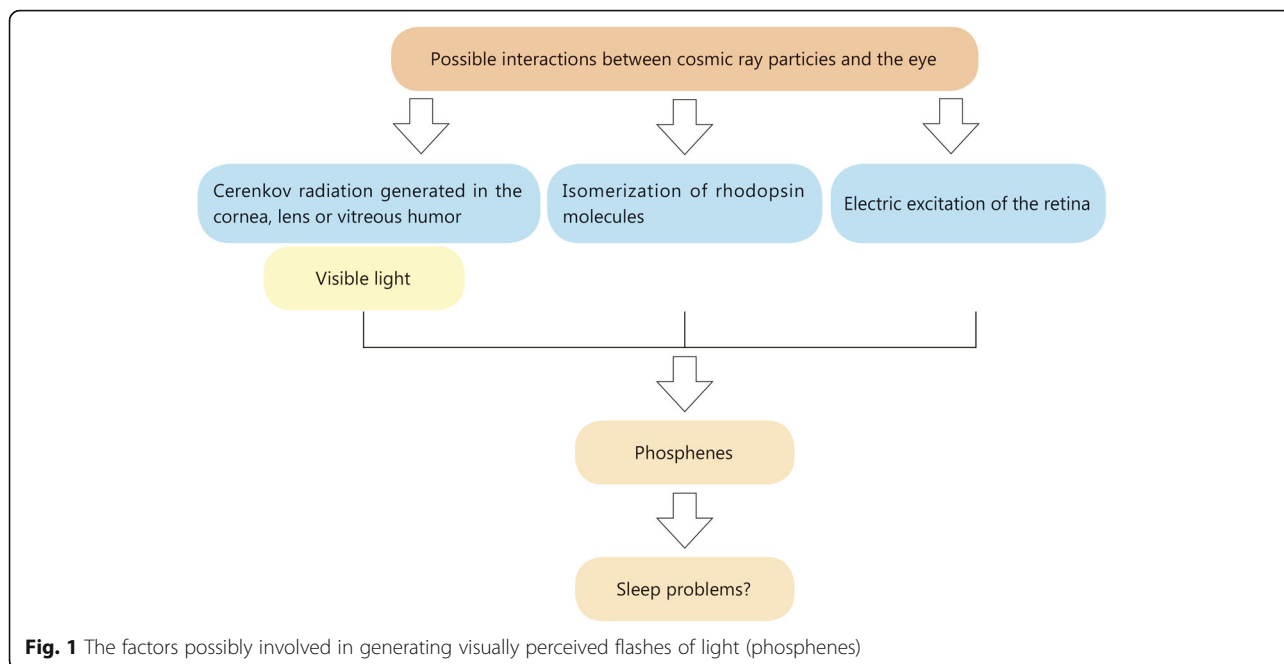 Possible interactions between cosmic ray particies and the eye
Cerenkov radiation generated in the
cornea, lens or vitreous humor
Isomerization of rhodopsin
molecules
Electric excitation of the retina
Visible light
Phosphenes
Sleep problems?
Fig. 1 The factors possibly involved in generating visually perceived flashes of light (phosphenes)